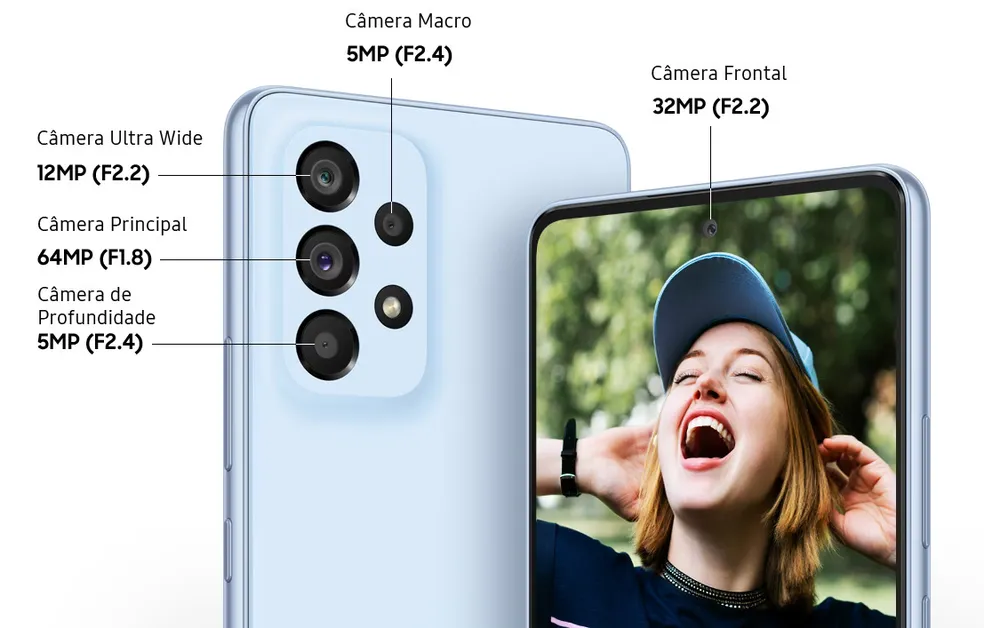 Câmera Macro
5MP (F2.4)
Câmera Frontal
32MP (F2.2)
Câmera Ultra Wide
12MP (F2.2)
Câmera Principal
64MP (F1.8)
Câmera de
Profundidade
5MP (F2.4)